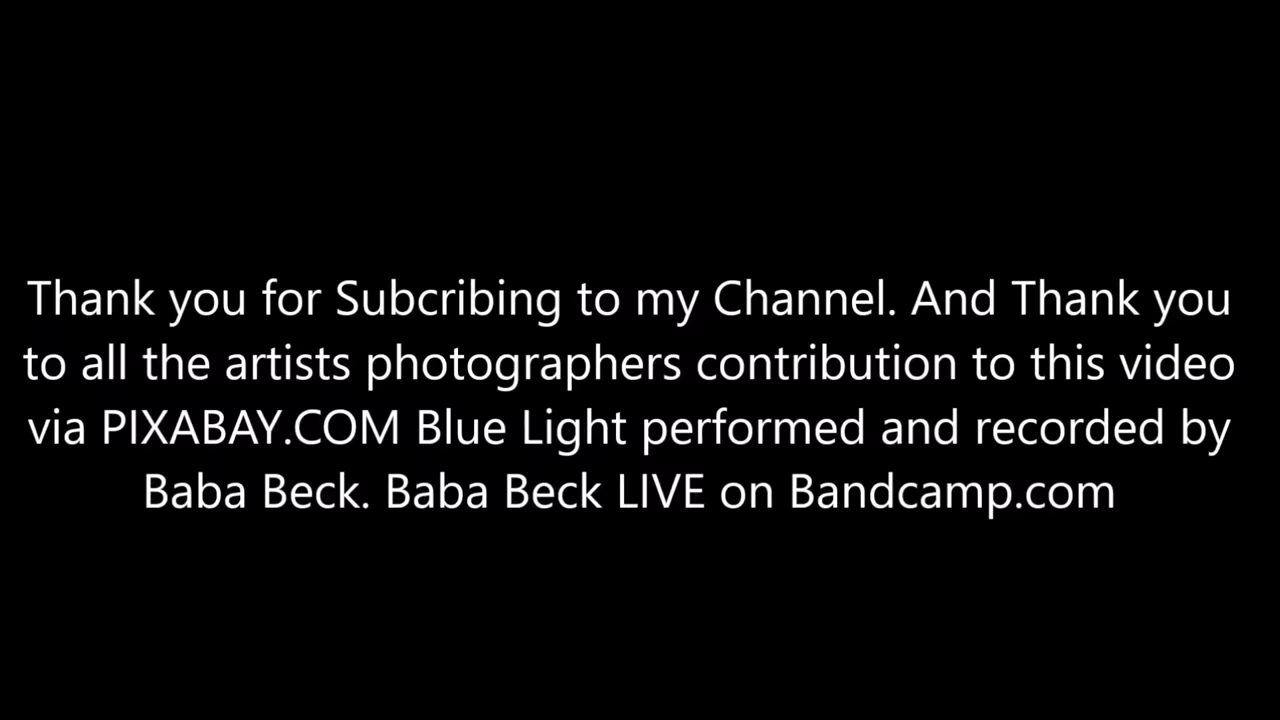 Thank you for Subcribing to my Channel. And Thank you
to all the artists photographers contribution to this video
via PIXABAY.COM Blue Light performed and recorded by
Baba Beck. Baba Beck LIVE on Bandcamp.com